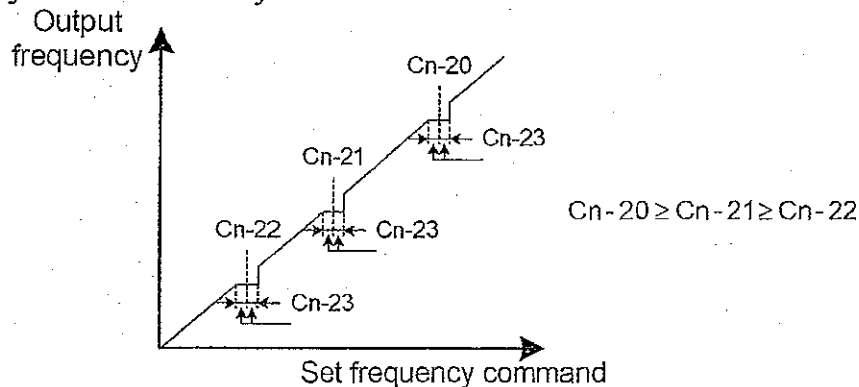 Output
frequency
Cn-20
Cn-23
Cn-21
Cn-23
Cn-20 ≥ Cn-21 ≥ Cn-22
Cn-22
Cn-23
Set frequency command